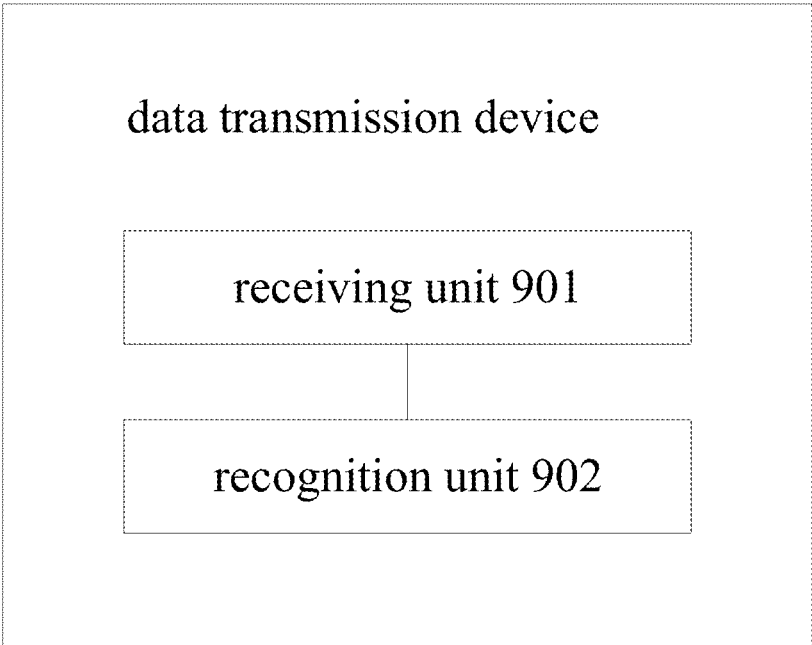 data transmission device
receiving unit 901
recognition unit 902